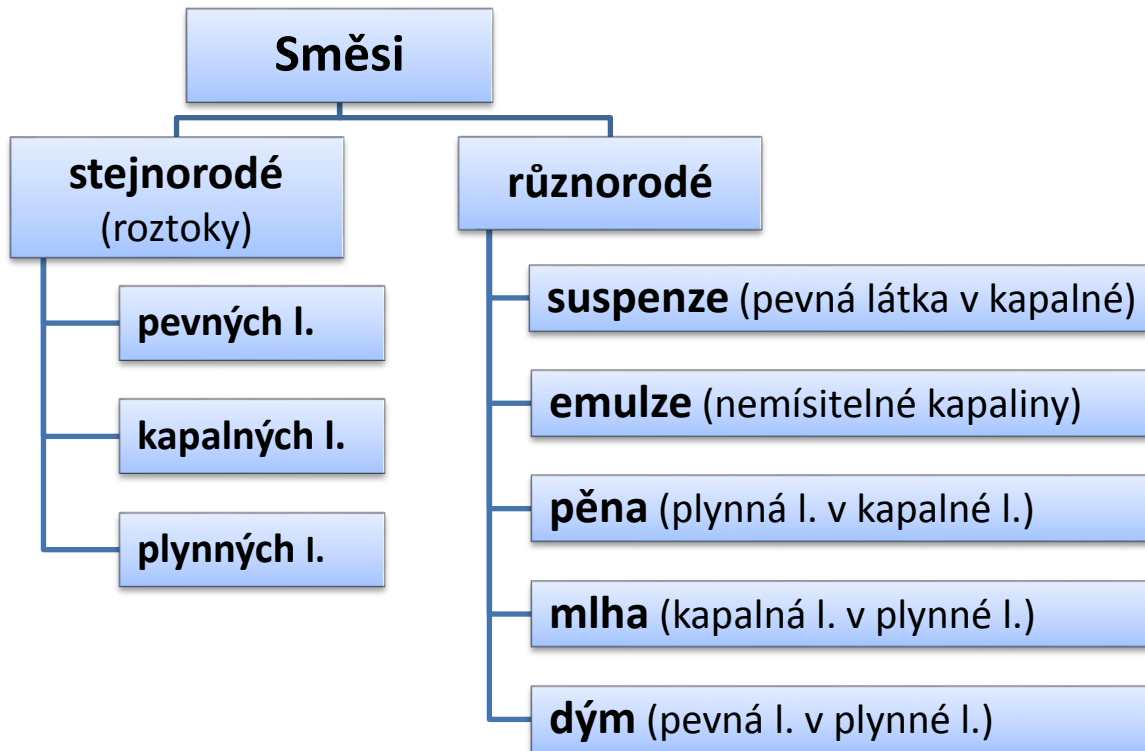 Směsi
stejnorodé
(roztoky)
pevných l.
kapalných l.
plynných l.
různorodé
suspenze (pevná látka v kapalné)
emulze (nemísitelné kapaliny)
pěna (plynná l. v kapalné l.)
mlha (kapalná l. v plynné l.)
dým (pevná l. v plynné l.)